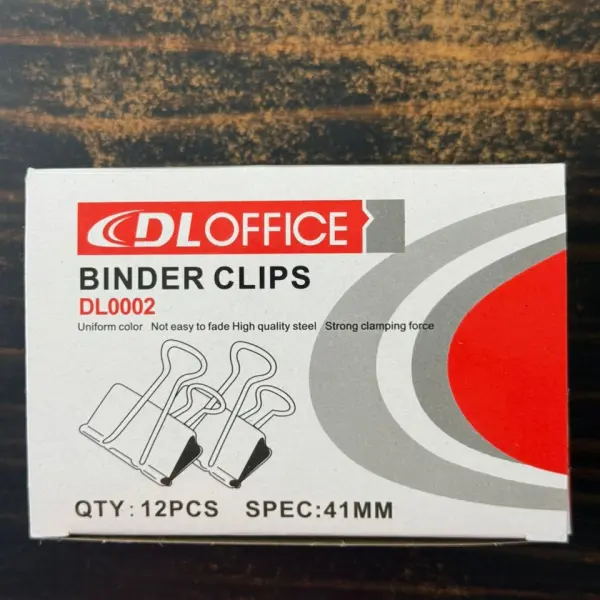 DLOFFICE
BINDER CLIPS
DL0002
Uniform color Not easy to fade High quality steel Strong clamping force
QTY: 12PCS SPEC:41MM